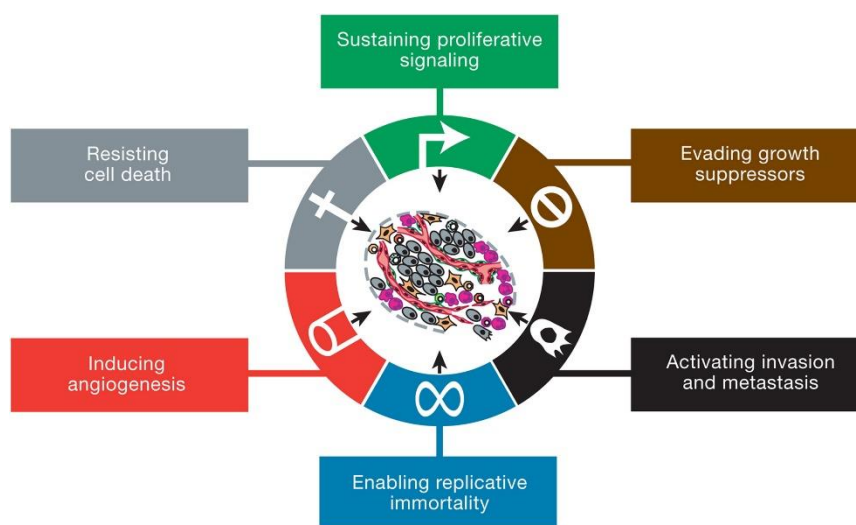 Sustaining proliferative
signaling
Resisting
cell death
Evading growth
suppressors
Inducing
angiogenesis
Activating invasion
and metastasis
Enabling replicative
immortality